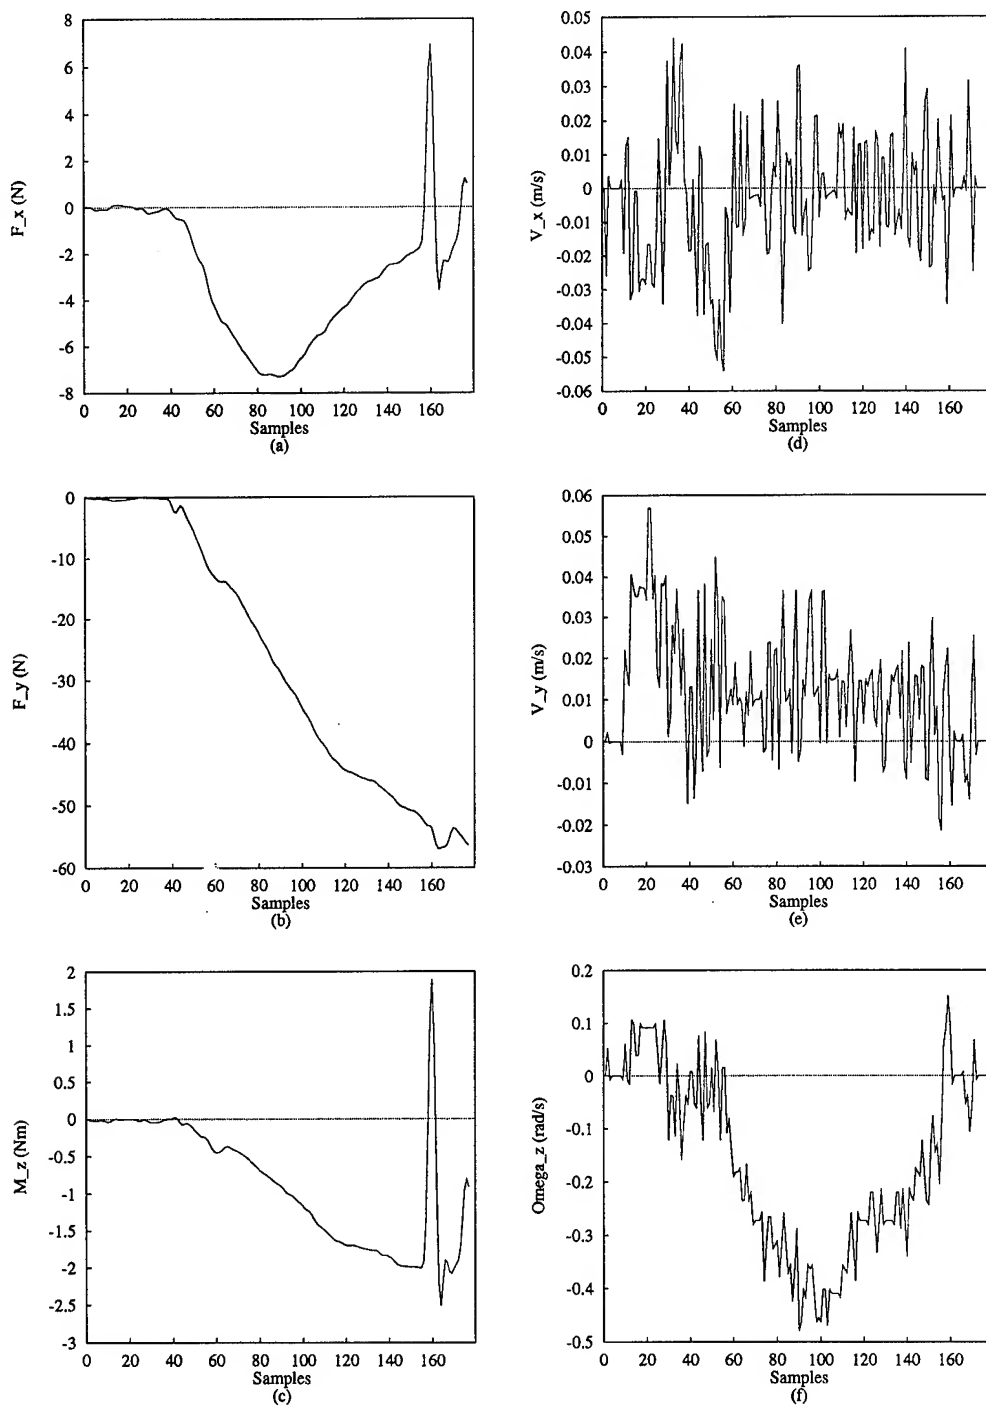 8
6
4
2
0
-2
-4
-6
-8
F_x (N)
0 20 40 60 80 100 120 140 160
Samples
(a)
0.05
0.04
0.03
0.02
0.01
0
-0.01
-0.02
-0.03
-0.04
-0.05
-0.06
V_x (m/s)
0 20 40 60 80 100 120 140 160
Samples
(d)
0
-10
-20
-30
-40
-50
-60
F_y (N)
0 20 40 60 80 100 120 140 160
Samples
(b)
0.06
0.05
0.04
0.03
0.02
0.01
0
-0.01
-0.02
-0.03
V_y (m/s)
0 20 40 60 80 100 120 140 160
Samples
(e)
2
1.5
1
0.5
0
-0.5
-1
-1.5
-2
-2.5
-3
M_z (Nm)
0 20 40 60 80 100 120 140 160
Samples
(c)
0.2
0.1
0
-0.1
-0.2
-0.3
-0.4
-0.5
Omega_z (rad/s)
0 20 40 60 80 100 120 140 160
Samples
(f)